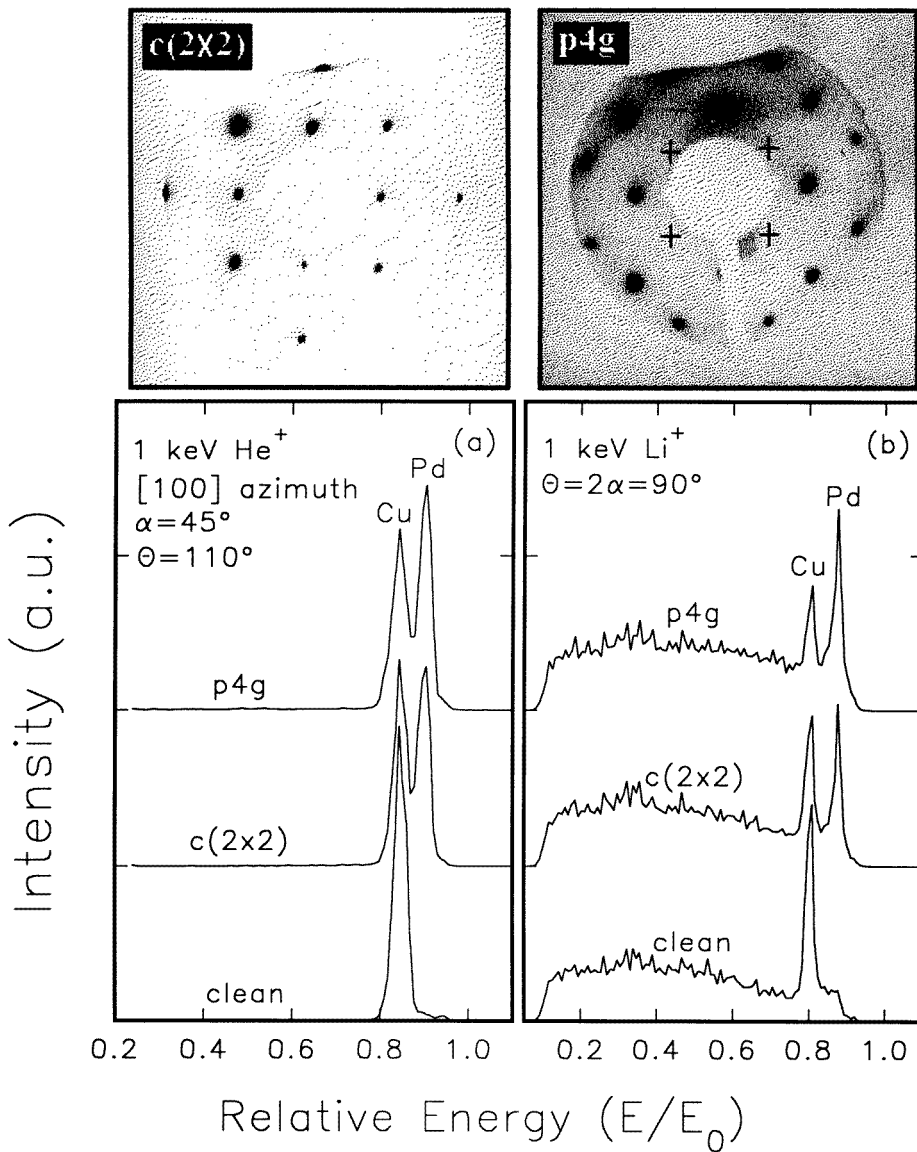 c(2X2)
p4g
1 keV He⁺
[100] azimuth
α=45°
Θ=110°
(a)
Pd
Cu
p4g
c(2x2)
clean
1 keV Li⁺
Θ=2α=90°
(b)
Pd
Cu
p4g
c(2x2)
clean
0.2 0.4 0.6 0.8 1.0
0.2 0.4 0.6 0.8 1.0
Intensity (a.u.)
Relative Energy (E/E₀)